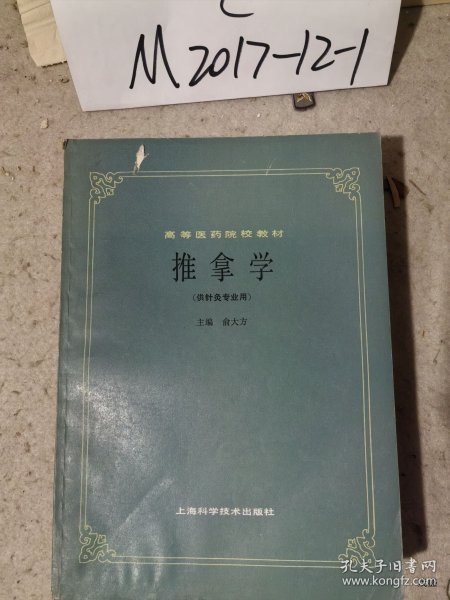 C
M2017-12-1
高等医药院校教材
推拿学
(供针灸专业用)
主编 俞大方
上海科学技术出版社
孔夫子旧书网
www.kongfz.com